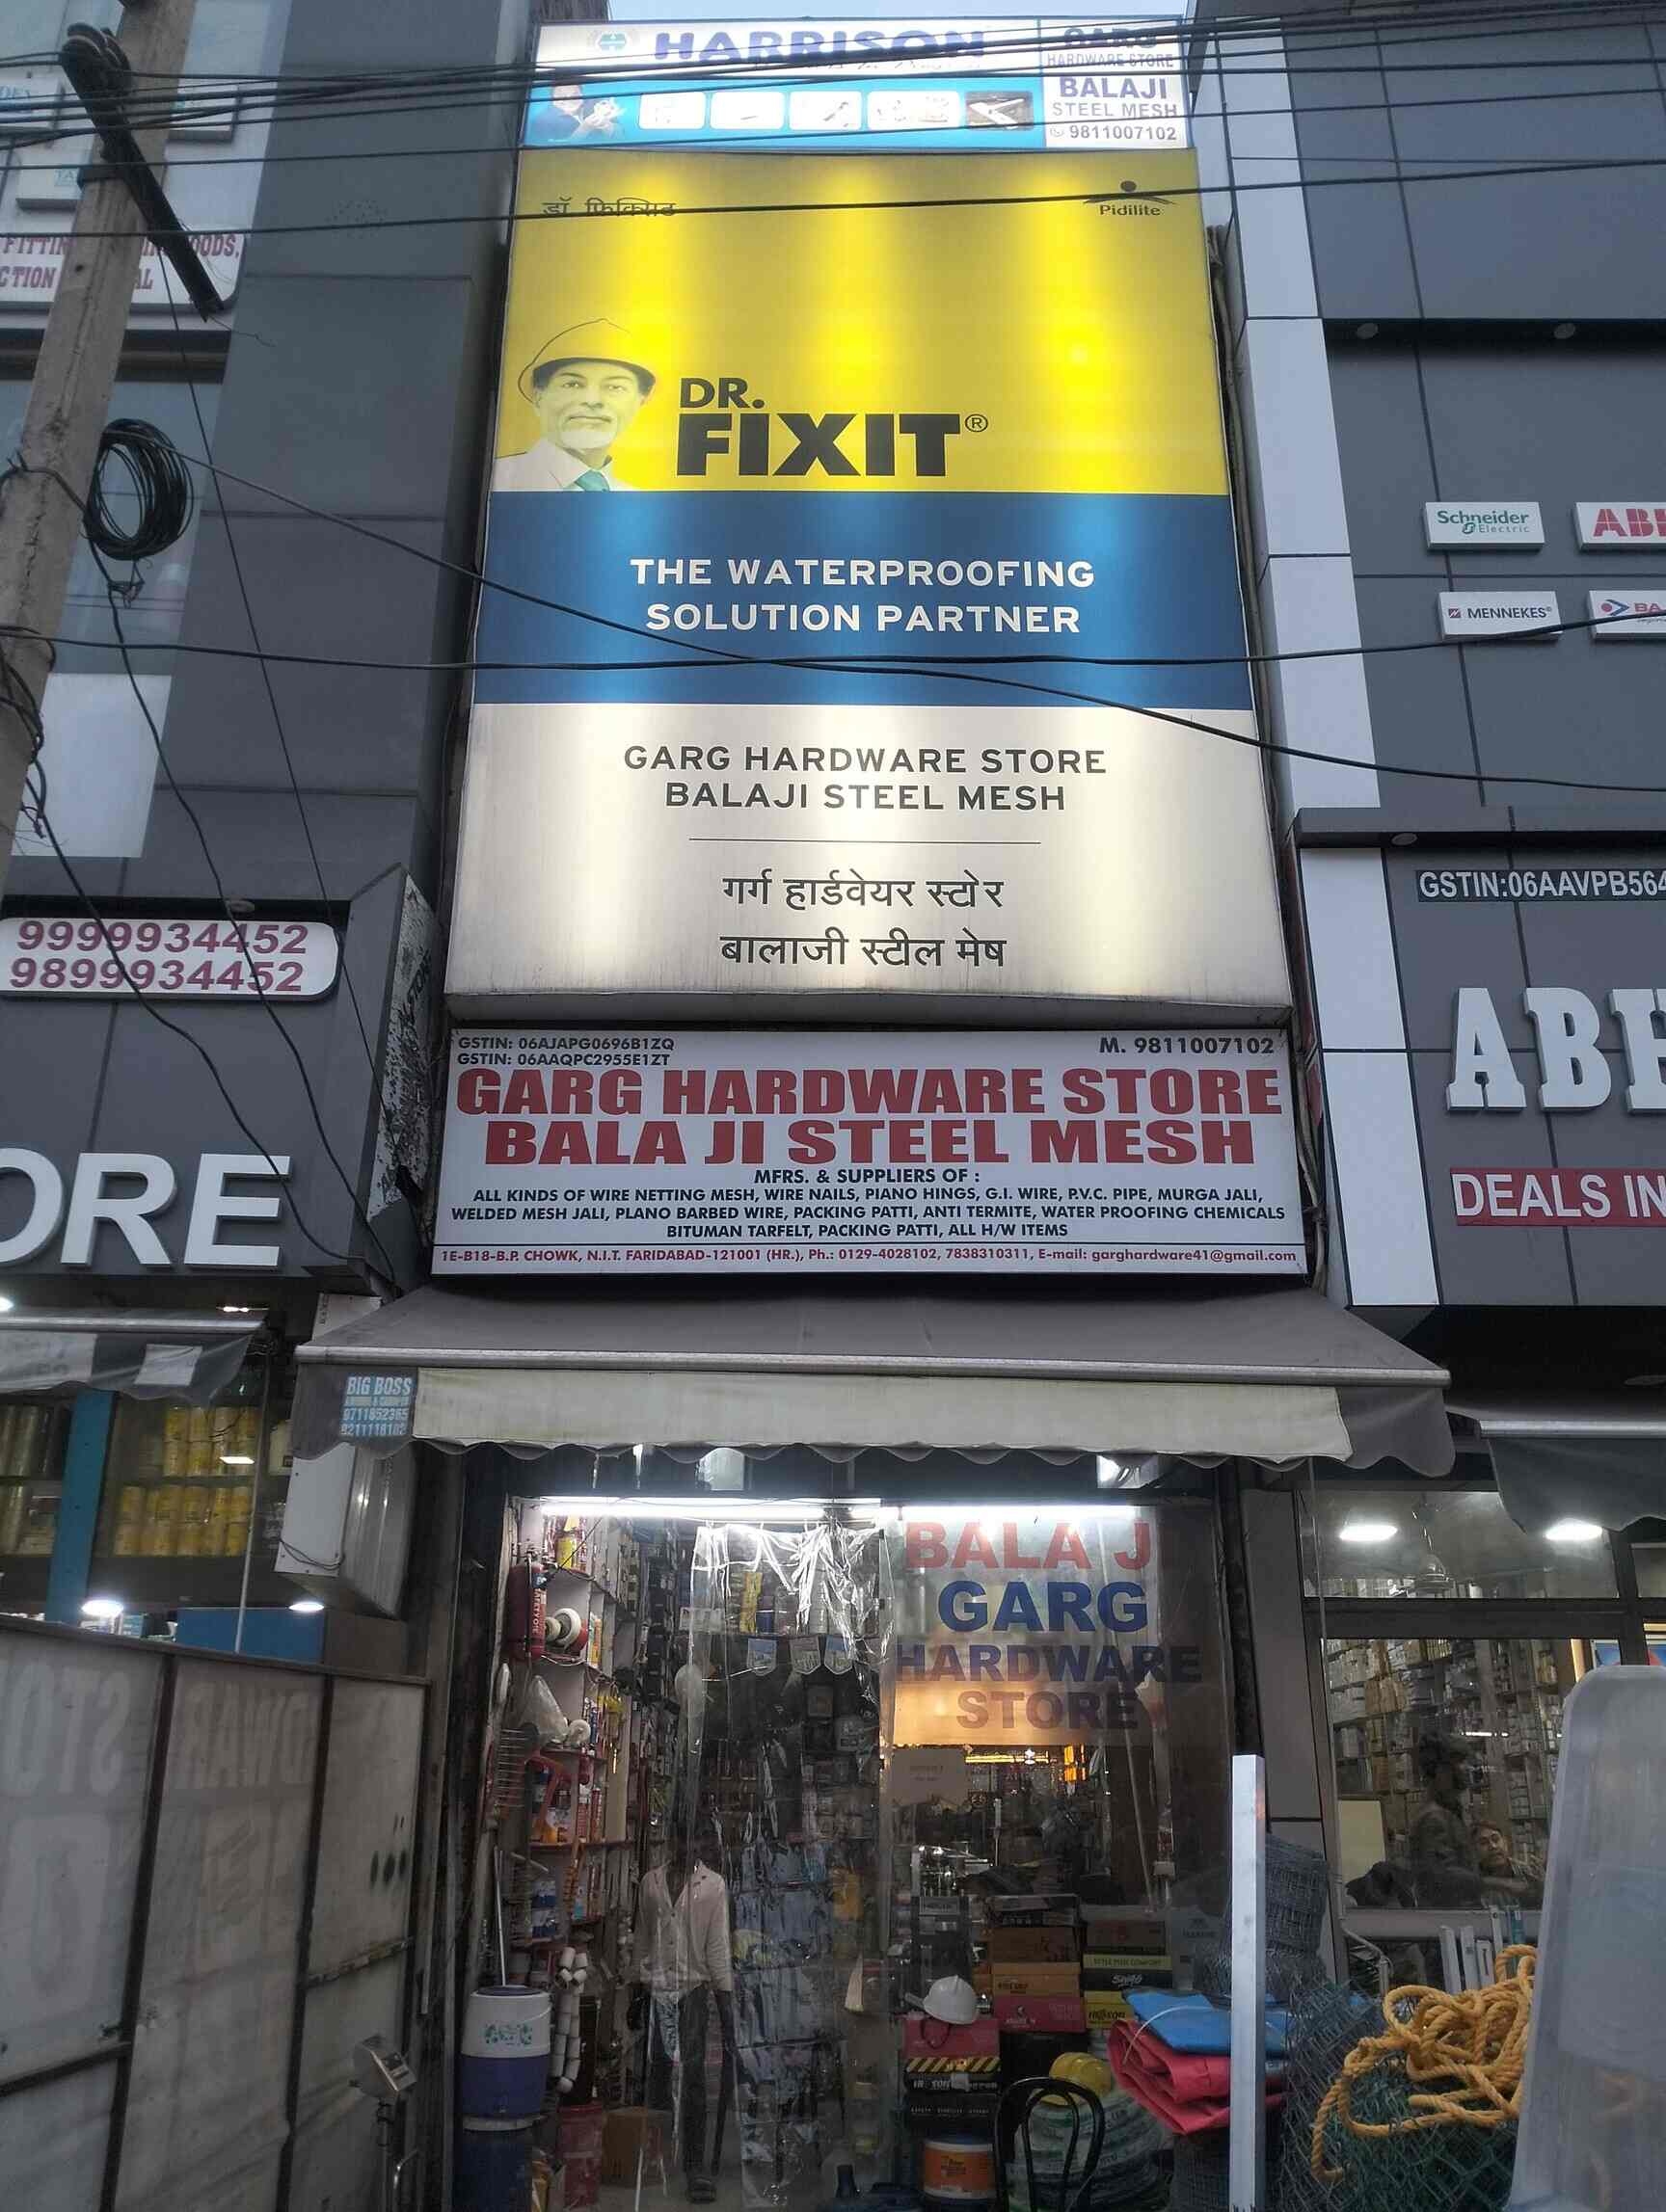 HARRISON
GARG
HARDWARE STORE
BALAJI
STEEL MESH
9811007102
डॉ. फिक्सिट
Pidilite
DR.
FIXIT®
THE WATERPROOFING
SOLUTION PARTNER
GARG HARDWARE STORE
BALAJI STEEL MESH
गर्ग हार्डवेयर स्टोर
बालाजी स्टील मेष
GSTIN: 06AJAPG0696B1ZQ
GSTIN: 06AAQPC2955E1ZT
M. 9811007102
GARG HARDWARE STORE
BALA JI STEEL MESH
MFRS. & SUPPLIERS OF :
ALL KINDS OF WIRE NETTING MESH, WIRE NAILS, PIANO HINGS, G.I. WIRE, P.V.C. PIPE, MURGA JALI,
WELDED MESH JALI, PLANO BARBED WIRE, PACKING PATTI, ANTI TERMITE, WATER PROOFING CHEMICALS
BITUMAN TARFELT, PACKING PATTI, ALL H/W ITEMS
1E-B18-B.P. CHOWK, N.I.T. FARIDABAD-121001 (HR.), Ph.: 0129-4028102, 7838310311, E-mail: garghardware41@gmail.com
BIG BOSS
9711852365
9211118182
BALA J
GARG
HARDWARE
STORE
9999934452
9899934452
ORE
Schneider
Electric
ABB
MENNEKES®
BA
GSTIN:06AAVPB564
ABH
DEALS IN